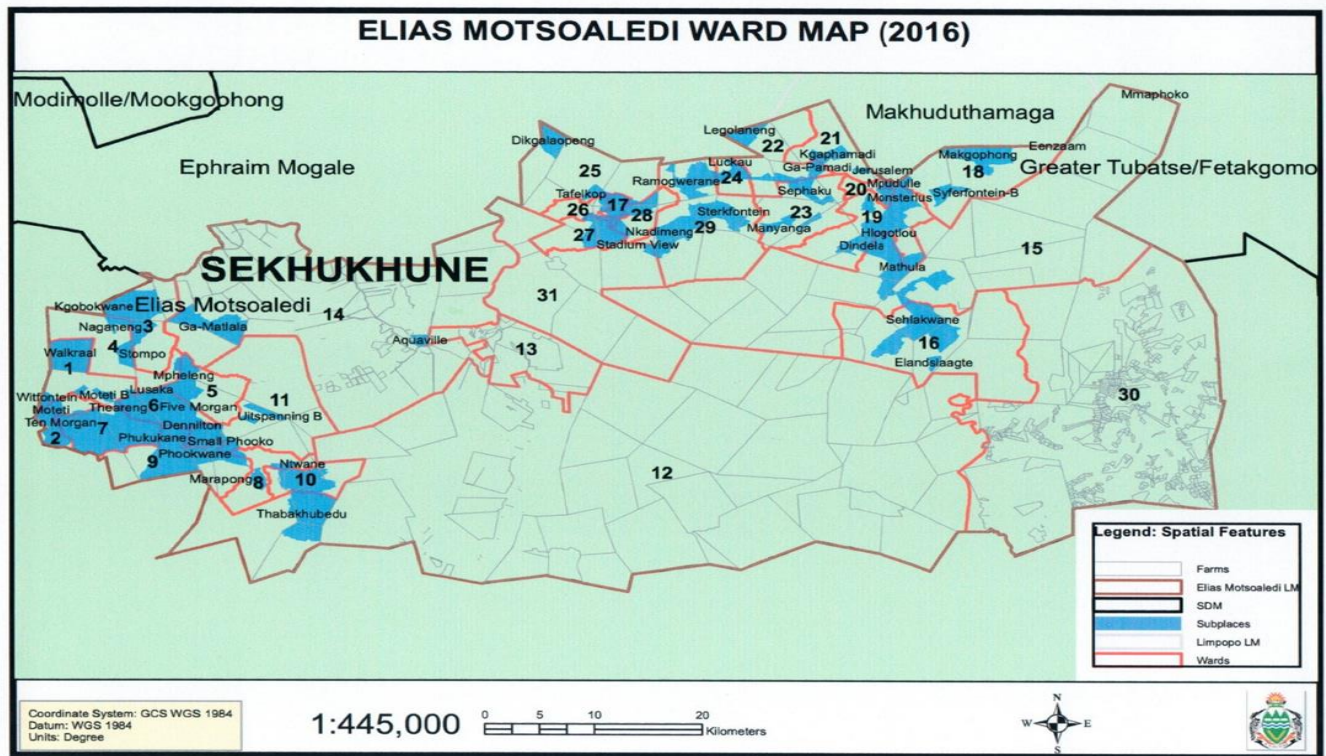 ELIAS MOTSOALEDI WARD MAP (2016)
Modimolle/Mookgophong
Mmaphoko
Makhuduthamaga
Dikgalaopeng
Legolaneng
22
21
Eenzaam
Ephraim Mogale
25
Luckau
Kgaphamadi
Ga-Pamadi
Jerusalem
Makgophong
18
Greater Tubatse/Fetakgomo
Ramogwerane
24
Sephaku
20
Mpudulle
Monsterius
Syferfontein-B
Tafelkop
26
17
28
Sterkfontein
23
19
27
Nkadimeng
29
Manyanga
Hlogotlou
Stadium View
Dindela
15
Mathula
SEKHUKHUNE
31
Kgobokwane
Elias Motsoaledi
14
Naganeng
3
Ga-Matlala
4
Stompo
Aquaville
13
Sehlakwane
16
Walkraal
1
Elandslaagte
Mpheleng
Witfontein
Moteti B
Lusaka
5
11
30
Moteti
Theareng
6
Five Morgan
Uitspanning B
Ten Morgan
7
Dennilton
2
Phukukane
Small Phooko
9
Phookwane
Ntwane
12
Marapong
8
10
Thabakhubedu
Legend: Spatial Features
Farms
Elias Motsoaledi LM
SDM
Subplaces
Limpopo LM
Wards
Coordinate System: GCS WGS 1984
Datum: WGS 1984
Units: Degree
1:445,000
0 5 10 20
Kilometers
N
W E
S